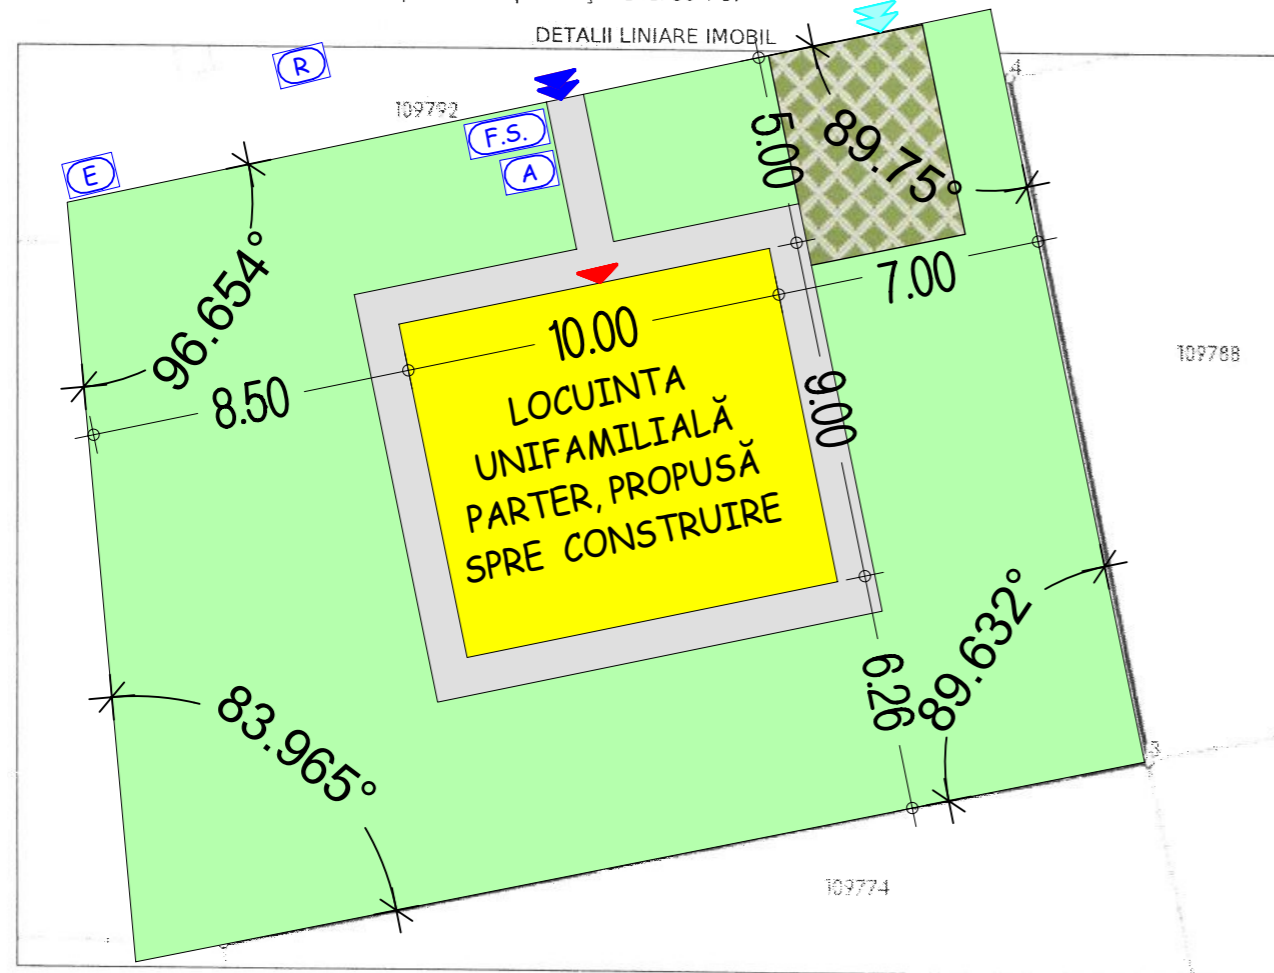 DETALII LINIARE IMOBIL
R
4
109792
F.S.
5.00
89.75°
E
A
96.654°
7.00
10.00
109788
8.50
LOCUINTA
UNIFAMILIALĂ
PARTER, PROPUSĂ
SPRE CONSTRUIRE
9.00
89.632°
6.26
83.965°
3
109774